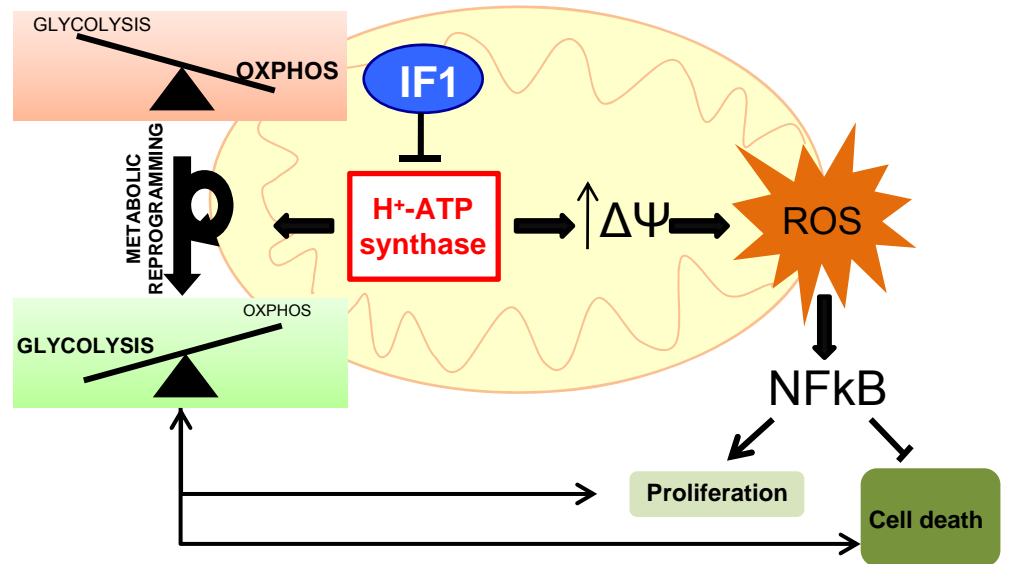 GLYCOLYSIS
OXPHOS
IF1
METABOLIC
REPROGRAMMING
H⁺-ATP
synthase
↑ΔΨ
ROS
OXPHOS
GLYCOLYSIS
NFkB
Proliferation
Cell death